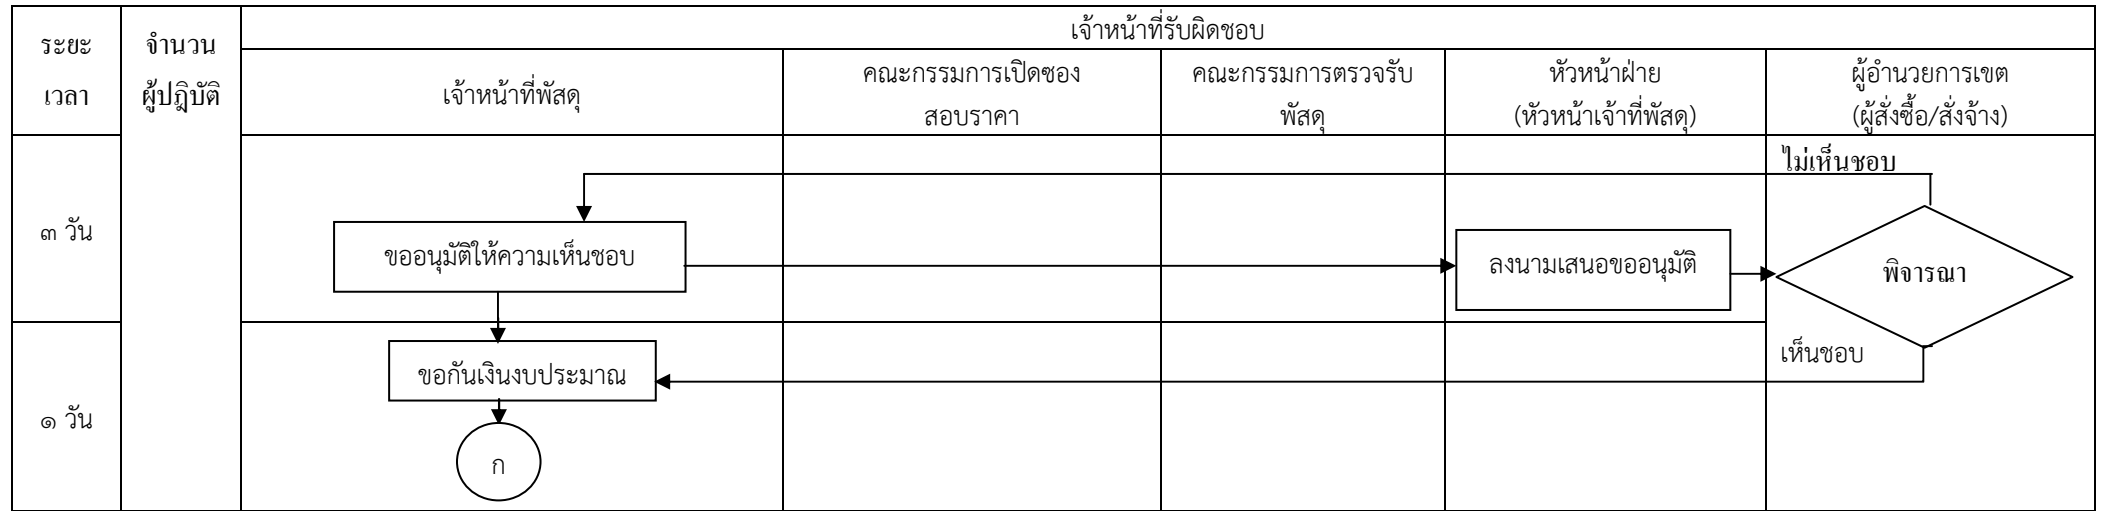 ระยะ
เวลา
จำนวน
ผู้ปฎิบัติ
เจ้าหน้าที่รับผิดชอบ
เจ้าหน้าที่พัสดุ
คณะกรรมการเปิดซอง
สอบราคา
คณะกรรมการตรวจรับ
พัสดุ
หัวหน้าฝ่าย
(หัวหน้าเจ้าที่พัสดุ)
ผู้อำนวยการเขต
(ผู้สั่งซื้อ/สั่งจ้าง)
ไม่เห็นชอบ
๓ วัน
ขออนุมัติให้ความเห็นชอบ
ลงนามเสนอขออนุมัติ
พิจารณา
เห็นชอบ
ขอกันเงินงบประมาณ
๑ วัน
ก